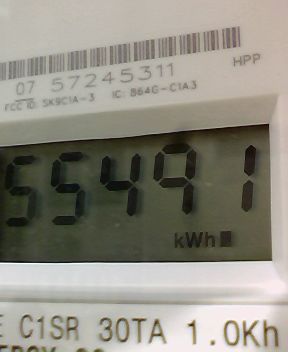 HPP
07 57245311
FCC ID: SK9C1A-3 IC: 864G-C1A3
55491
kWh
C1SR 30TA 1.0Kh